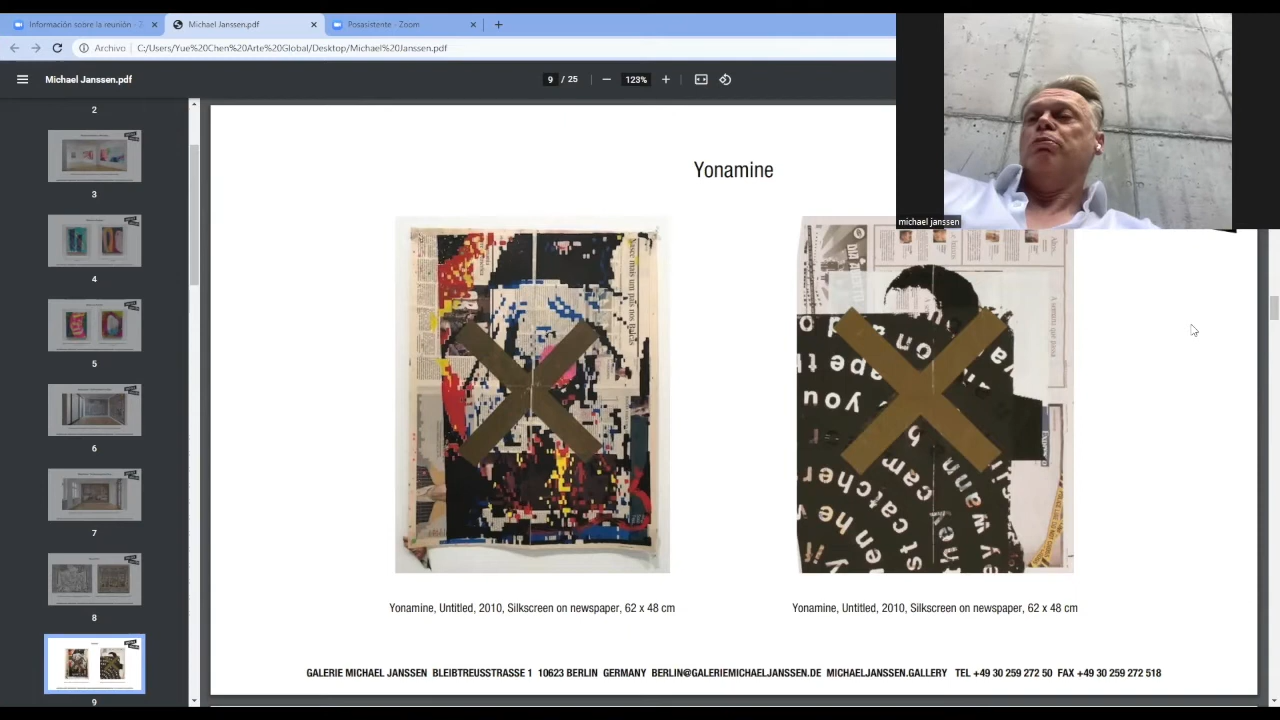 Información sobre la reunión - Z
Michael Janssen.pdf
Posasistente - Zoom
Archivo
C:/Users/Yue%20Chen%20Arte%20Global/Desktop/Michael%20Janssen.pdf
Michael Janssen.pdf
9 / 25
123%
michael janssen
2
3
4
5
6
7
8
9
Yonamine
you
cam
Yonamine, Untitled, 2010, Silkscreen on newspaper, 62 x 48 cm
Yonamine, Untitled, 2010, Silkscreen on newspaper, 62 x 48 cm
GALERIE MICHAEL JANSSEN BLEIBTREUSSTRASSE 1 10623 BERLIN GERMANY BERLIN@GALERIEMICHAELJANSSEN.DE MICHAELJANSSEN.GALLERY TEL +49 30 259 272 50 FAX +49 30 259 272 518